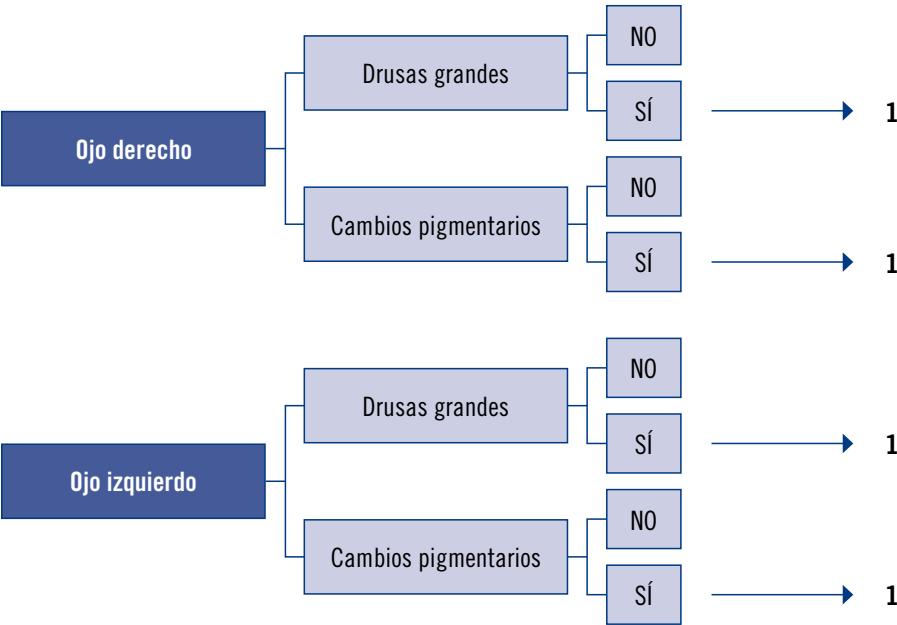 Ojo derecho
Drusas grandes
NO
SÍ
1
Cambios pigmentarios
NO
SÍ
1
Ojo izquierdo
Drusas grandes
NO
SÍ
1
Cambios pigmentarios
NO
SÍ
1